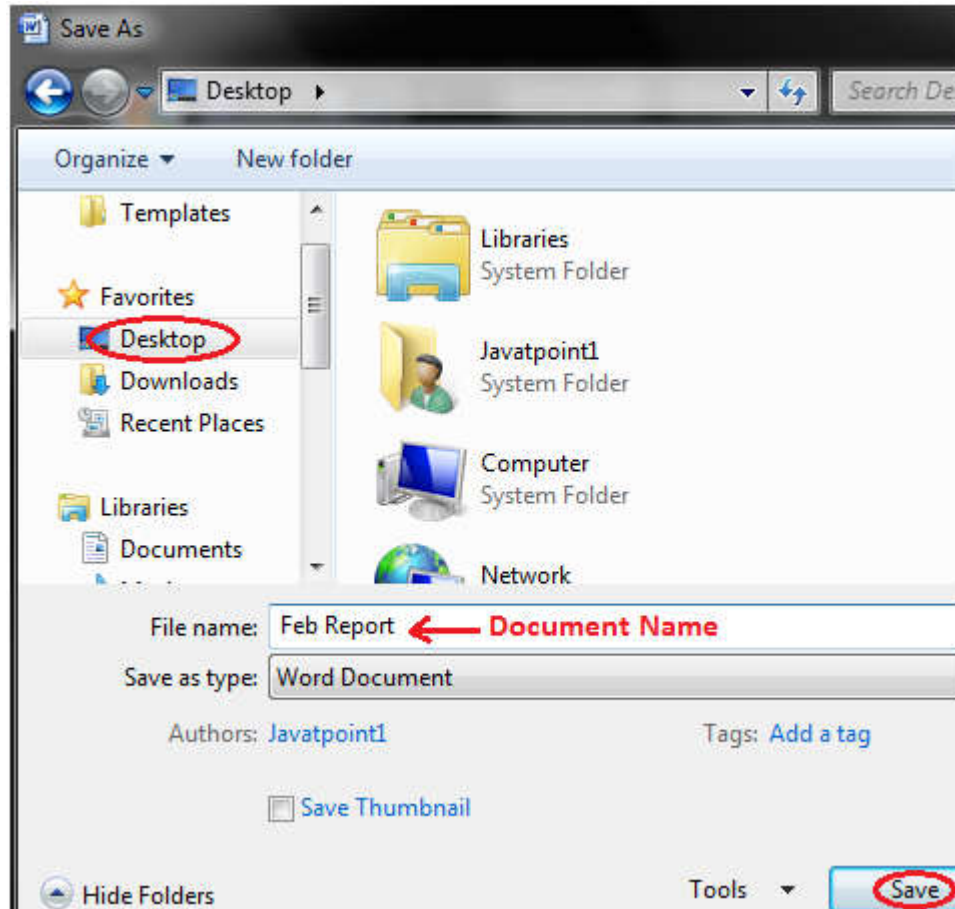 Save As
Desktop
Search De
Organize
New folder
Templates
Favorites
Desktop
Downloads
Recent Places
Libraries
Documents
Libraries
System Folder
Javatpoint1
System Folder
Computer
System Folder
Network
File name: Feb Report Document Name
Save as type: Word Document
Authors: Javatpoint1 Tags: Add a tag
Save Thumbnail
Hide Folders Tools Save